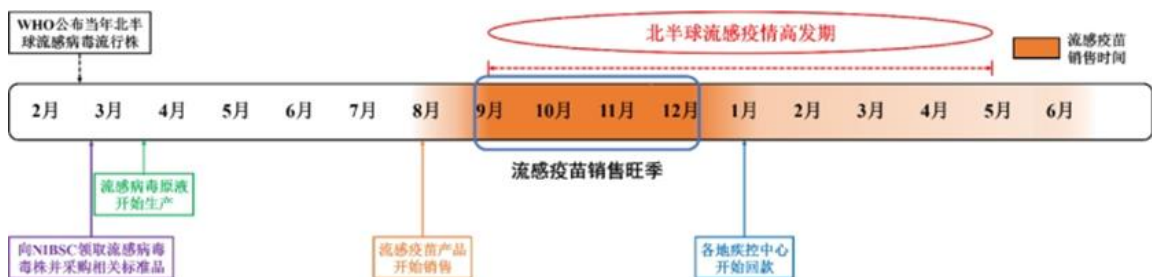 WHO公布当年北半
球流感病毒流行株
北半球流感疫情高发期
流感疫苗
销售时间
2月 3月 4月 5月 6月 7月 8月 9月 10月 11月 12月 1月 2月 3月 4月 5月 6月
流感疫苗销售旺季
流感病毒原液
开始生产
向NIBSC领取流感病毒
毒株并采购相关标准品
流感疫苗产品
开始销售
各地疾控中心
开始回款